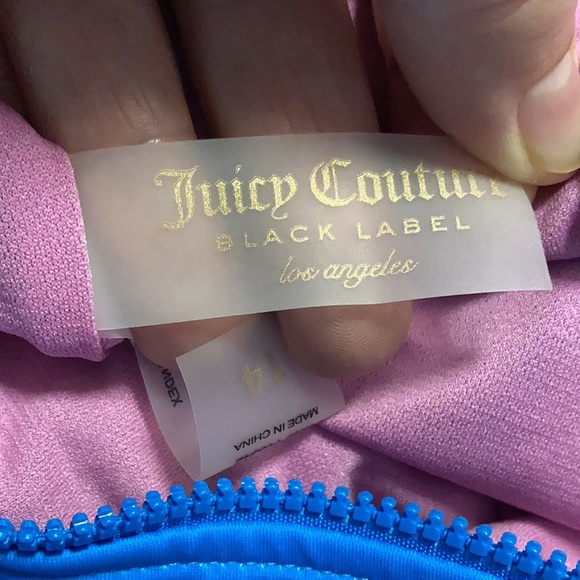 Juicy Couture
BLACK LABEL
los angeles
MADE IN
CHINA